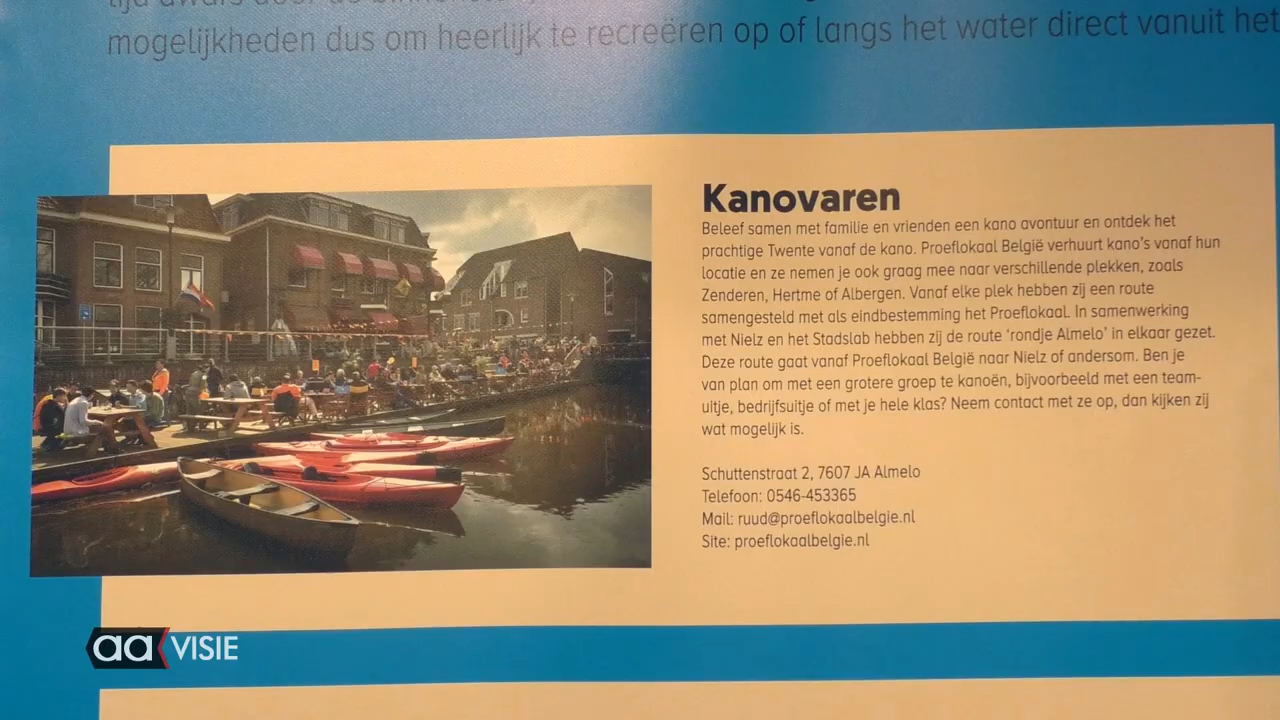 mogelijkheden dus om heerlijk te recreëren op of langs het water direct vanuit het
Kanovaren
Beleef samen met familie en vrienden een kano avontuur en ontdek het
prachtige Twente vanaf de kano. Proeflokaal België verhuurt kano's vanaf hun
locatie en ze nemen je ook graag mee naar verschillende plekken, zoals
Zenderen, Hertme of Albergen. Vanaf elke plek hebben zij een route
samengesteld met als eindbestemming het Proeflokaal. In samenwerking
met Nielz en het Stadslab hebben zij de route 'rondje Almelo' in elkaar gezet.
Deze route gaat vanaf Proeflokaal België naar Nielz of andersom. Ben je
van plan om met een grotere groep te kanoën, bijvoorbeeld met een team-
uitje, bedrijfsuitje of met je hele klas? Neem contact met ze op, dan kijken zij
wat mogelijk is.
Schuttenstraat 2, 7607 JA Almelo
Telefoon: 0546-453365
Mail: ruud@proeflokaalbelgie.nl
Site: proeflokaalbelgie.nl
aa VISIE